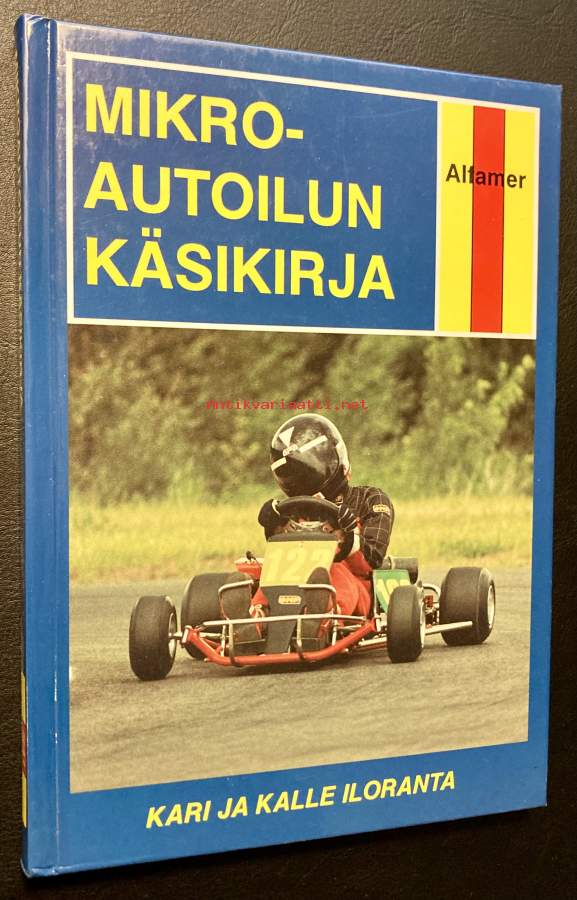 MIKRO-
AUTOILUN
KÄSIKIRJA
Alfamer
Antikvariaatti.net
KARI JA KALLE ILORANTA